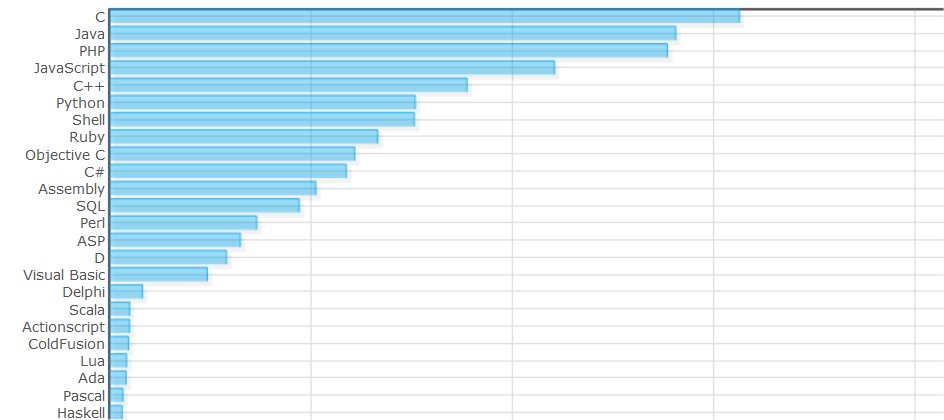 C
Java
PHP
JavaScript
C++
Python
Shell
Ruby
Objective C
C#
Assembly
SQL
Perl
ASP
D
Visual Basic
Delphi
Scala
Actionscript
ColdFusion
Lua
Ada
Pascal
Haskell